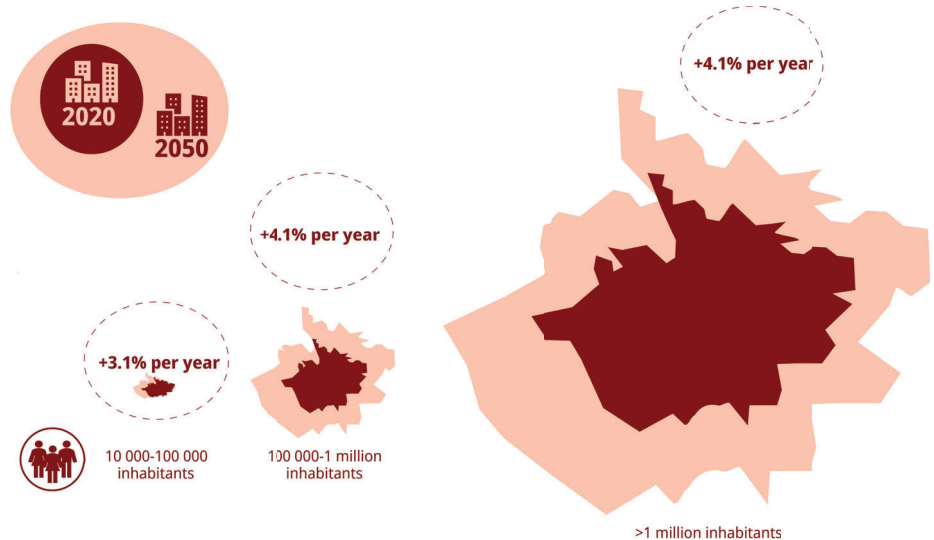 2020
2050
+4.1% per year
+4.1% per year
+3.1% per year
10 000-100 000
inhabitants
100 000-1 million
inhabitants
>1 million inhabitants